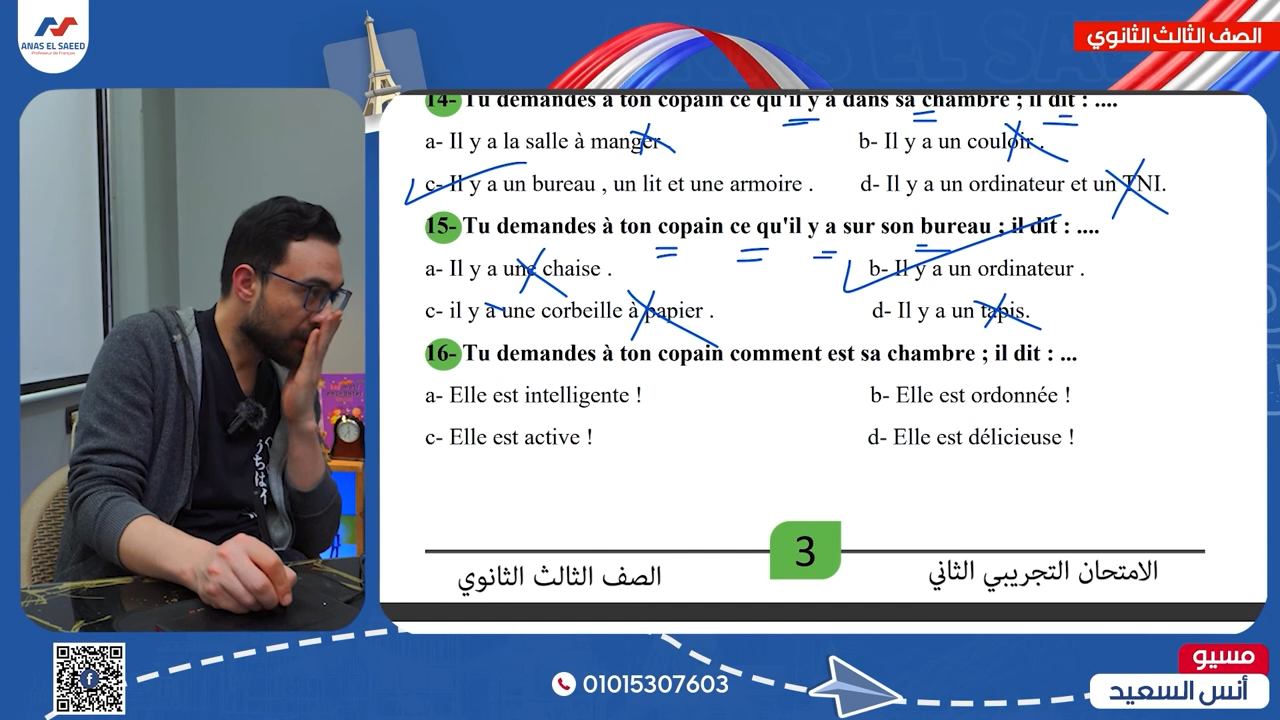 ANAS EL SAEED
Professeur de Français
الصف الثالث الثانوي
14- Tu demandes à ton copain ce qu'il y a dans sa chambre ; il dit : ....
a- Il y a la salle à manger
b- Il y a un couloir .
c- Il y a un bureau , un lit et une armoire .
d- Il y a un ordinateur et un TNI.
15- Tu demandes à ton copain ce qu'il y a sur son bureau ; il dit : ....
a- Il y a une chaise .
b- Il y a un ordinateur .
c- il y a une corbeille à papier .
d- Il y a un tapis.
16- Tu demandes à ton copain comment est sa chambre ; il dit : ...
a- Elle est intelligente !
b- Elle est ordonnée !
c- Elle est active !
d- Elle est délicieuse !
3
الامتحان التجريبي الثاني
الصف الثالث الثانوي
01015307603
مسيو
أنس السعيد